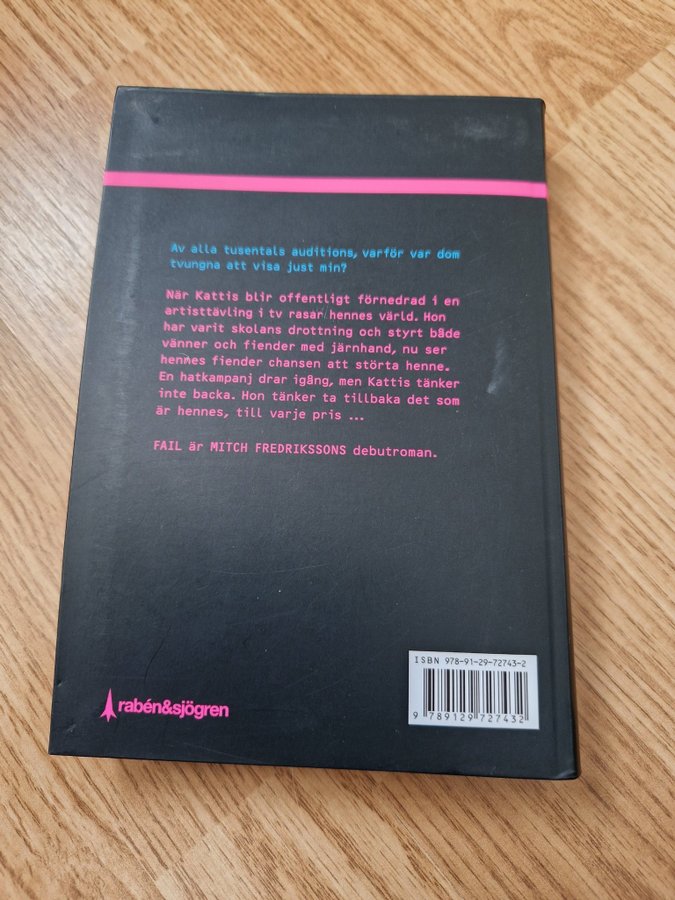 Av alla tusentals auditions, varför var dom
tvungna att visa just min?
När Kattis blir offentligt förnedrad i en
artisttävling i tv rasar hennes värld. Hon
har varit skolans drottning och styrt både
vänner och fiender med järnhand, nu ser
hennes fiender chansen att störta henne.
En hatkampanj drar igång, men Kattis tänker
inte backa. Hon tänker ta tillbaka det som
är hennes, till varje pris ...
FAIL är MITCH FREDRIKSSONS debutroman.
ISBN 978-91-29-72743-2
9 789129 727432
rabén&sjögren